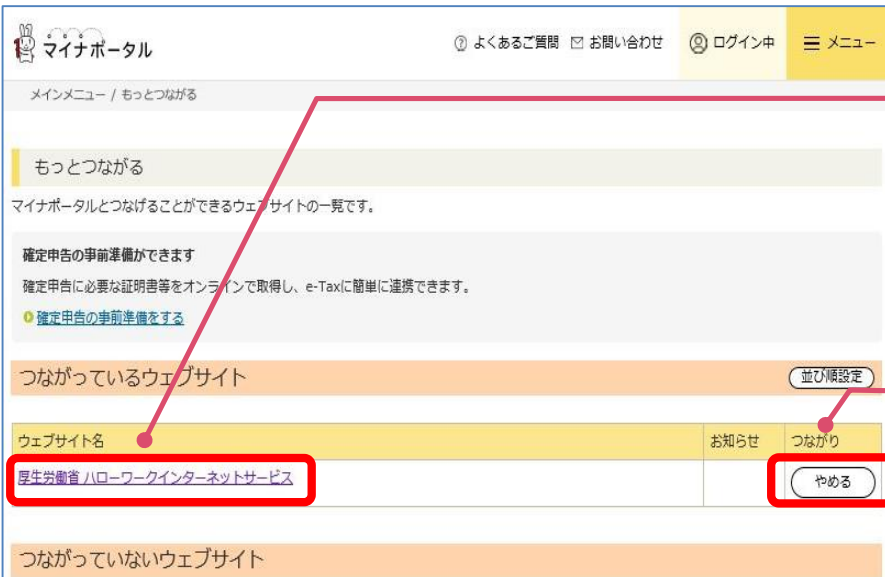 マイナポータル
よくあるご質問 お問い合わせ ログイン中 メニュー
メインメニュー / もっとつながる
もっとつながる
マイナポータルとつなげることができるウェブサイトの一覧です。
確定申告の事前準備ができます
確定申告に必要な証明書等をオンラインで取得し、e-Taxに簡単に連携できます。
確定申告の事前準備をする
つながっているウェブサイト 並び順設定
ウェブサイト名 お知らせ つながり
厚生労働省 ハローワークインターネットサービス やめる
つながっていないウェブサイト